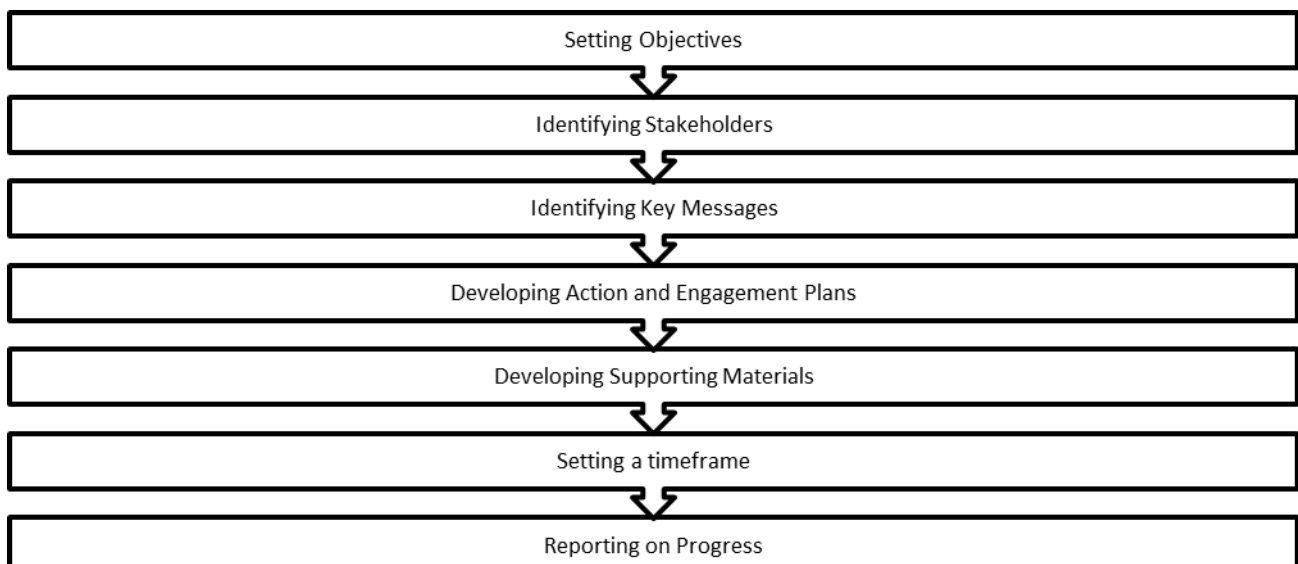 Setting Objectives
Identifying Stakeholders
Identifying Key Messages
Developing Action and Engagement Plans
Developing Supporting Materials
Setting a timeframe
Reporting on Progress